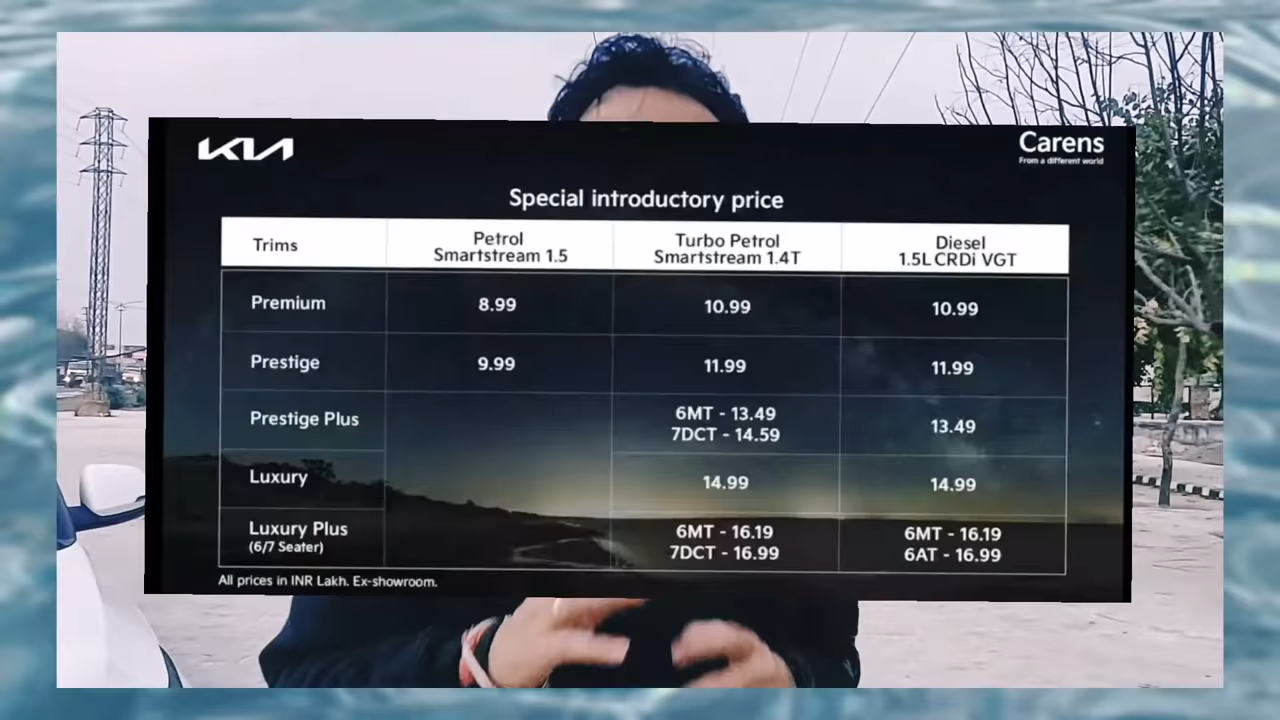 KIA
Carens
From a different world
Special introductory price
Trims
Petrol
Smartstream 1.5
Turbo Petrol
Smartstream 1.4T
Diesel
1.5L CRDi VGT
Premium
8.99
10.99
10.99
Prestige
9.99
11.99
11.99
Prestige Plus
6MT - 13.49
7DCT - 14.59
13.49
Luxury
14.99
14.99
Luxury Plus
(6/7 Seater)
6MT - 16.19
7DCT - 16.99
6MT - 16.19
6AT - 16.99
All prices in INR Lakh. Ex-showroom.